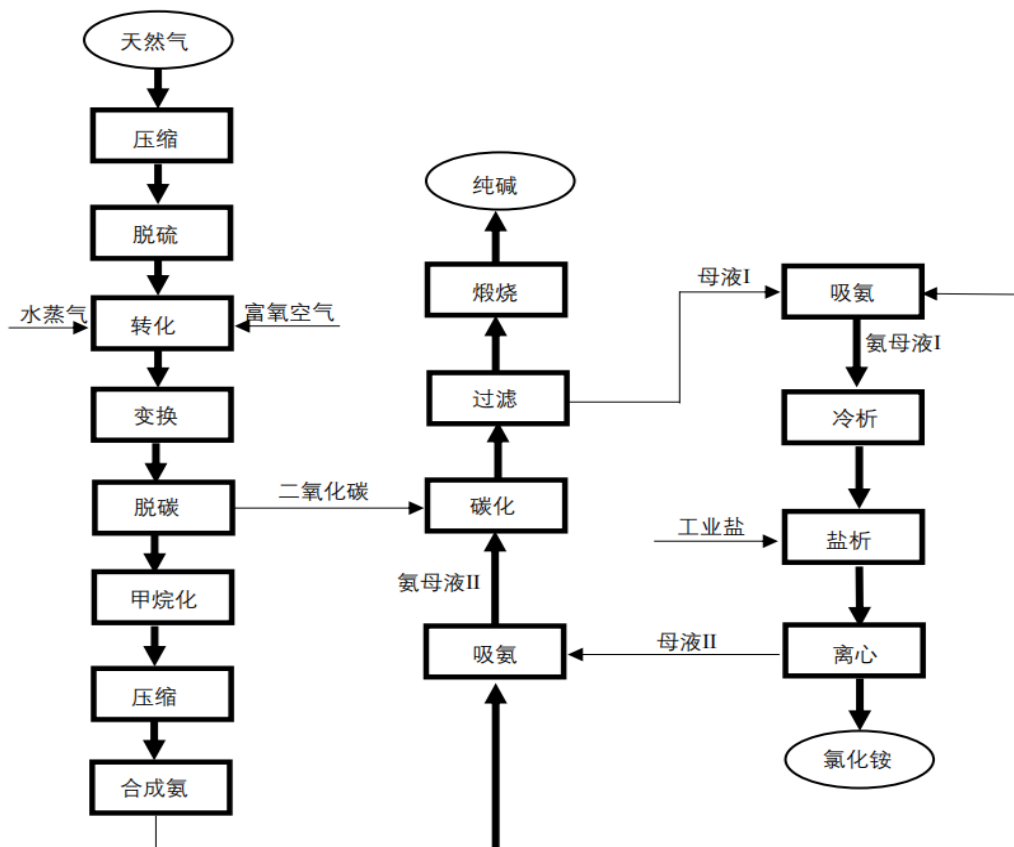 天然气
压缩
脱硫
水蒸气
转化
富氧空气
变换
脱碳
二氧化碳
甲烷化
压缩
合成氨
纯碱
煅烧
过滤
母液I
碳化
氨母液II
吸氨
母液II
吸氨
氨母液I
冷析
工业盐
盐析
离心
氯化铵